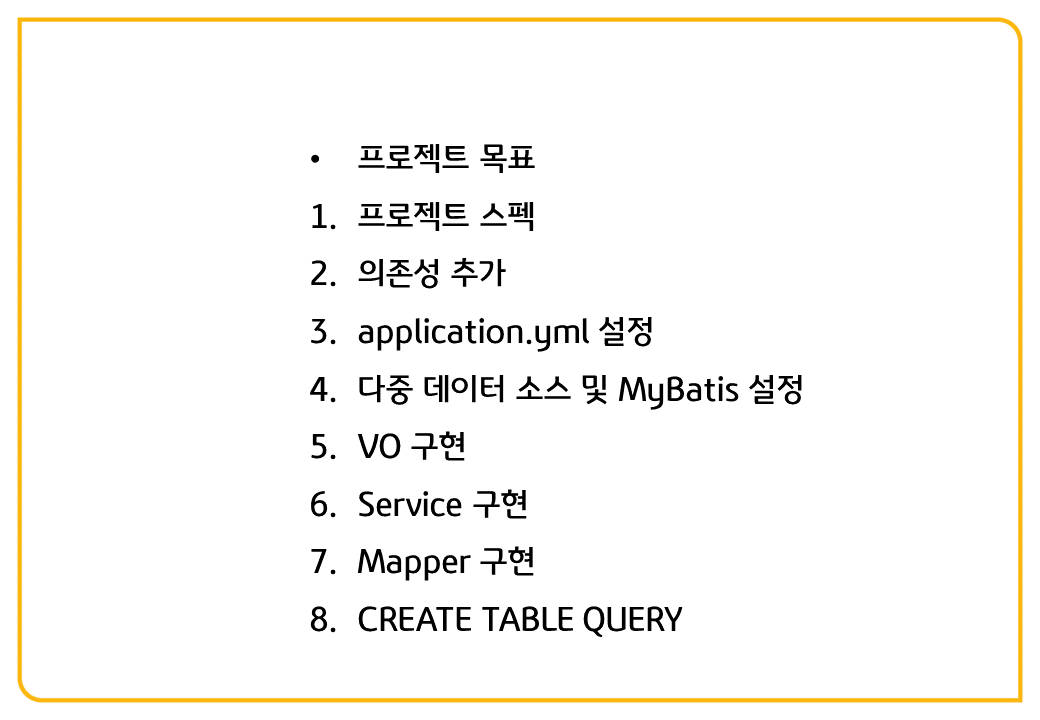 • 프로젝트 목표
1. 프로젝트 스펙
2. 의존성 추가
3. application.yml 설정
4. 다중 데이터 소스 및 MyBatis 설정
5. VO 구현
6. Service 구현
7. Mapper 구현
8. CREATE TABLE QUERY